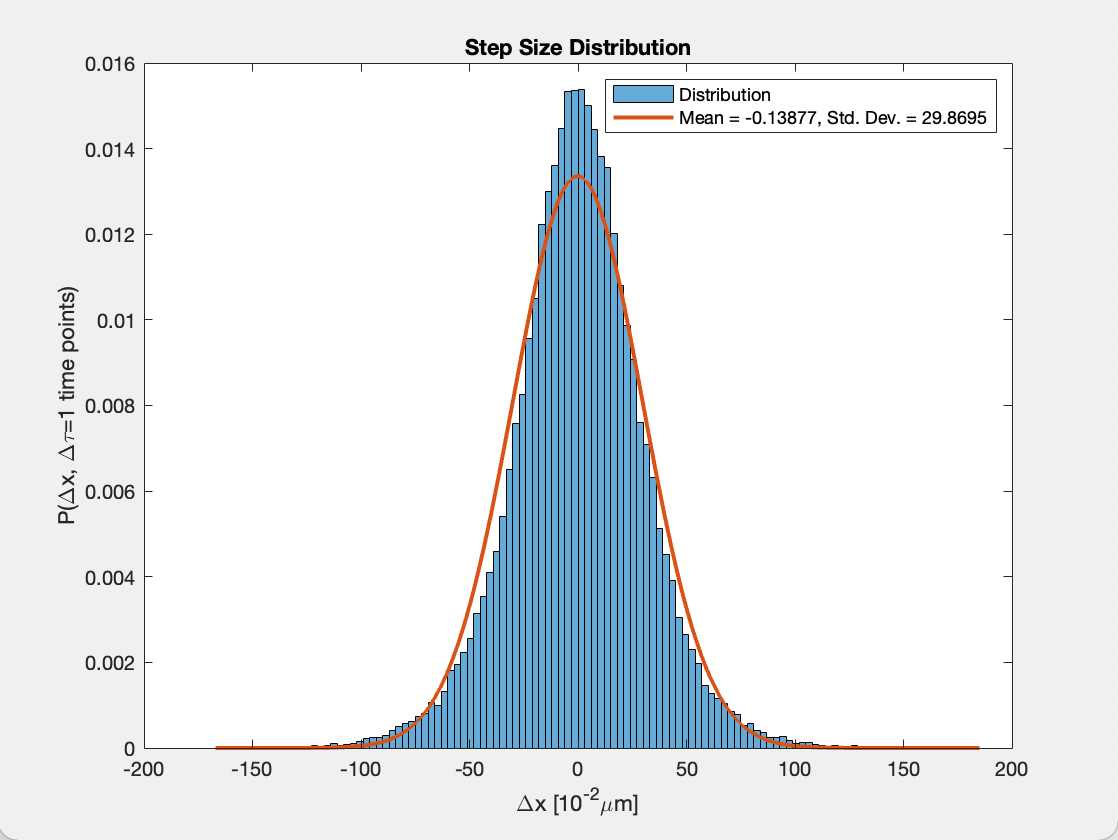 Step Size Distribution
0.016
0.014
0.012
0.01
0.008
0.006
0.004
0.002
0
P(Δx, Δτ=1 time points)
Distribution
Mean = -0.13877, Std. Dev. = 29.8695
-200 -150 -100 -50 0 50 100 150 200
Δx [10⁻²μm]